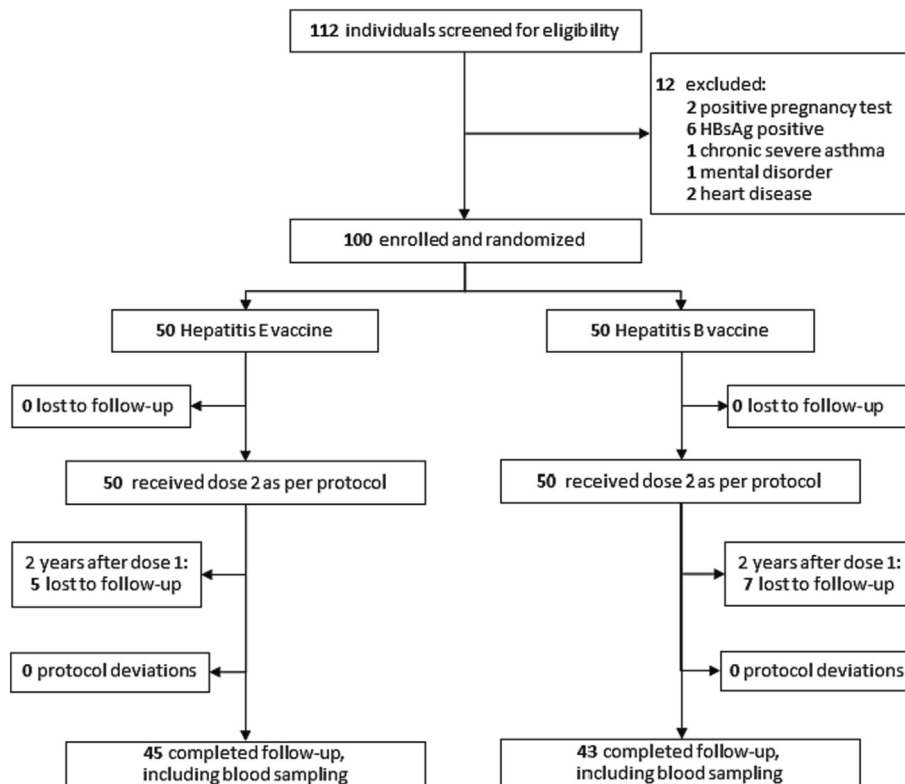 112 individuals screened for eligibility
12 excluded:
2 positive pregnancy test
6 HBsAg positive
1 chronic severe asthma
1 mental disorder
2 heart disease
100 enrolled and randomized
50 Hepatitis E vaccine
50 Hepatitis B vaccine
0 lost to follow-up
0 lost to follow-up
50 received dose 2 as per protocol
50 received dose 2 as per protocol
2 years after dose 1:
5 lost to follow-up
2 years after dose 1:
7 lost to follow-up
0 protocol deviations
0 protocol deviations
45 completed follow-up,
including blood sampling
43 completed follow-up,
including blood sampling